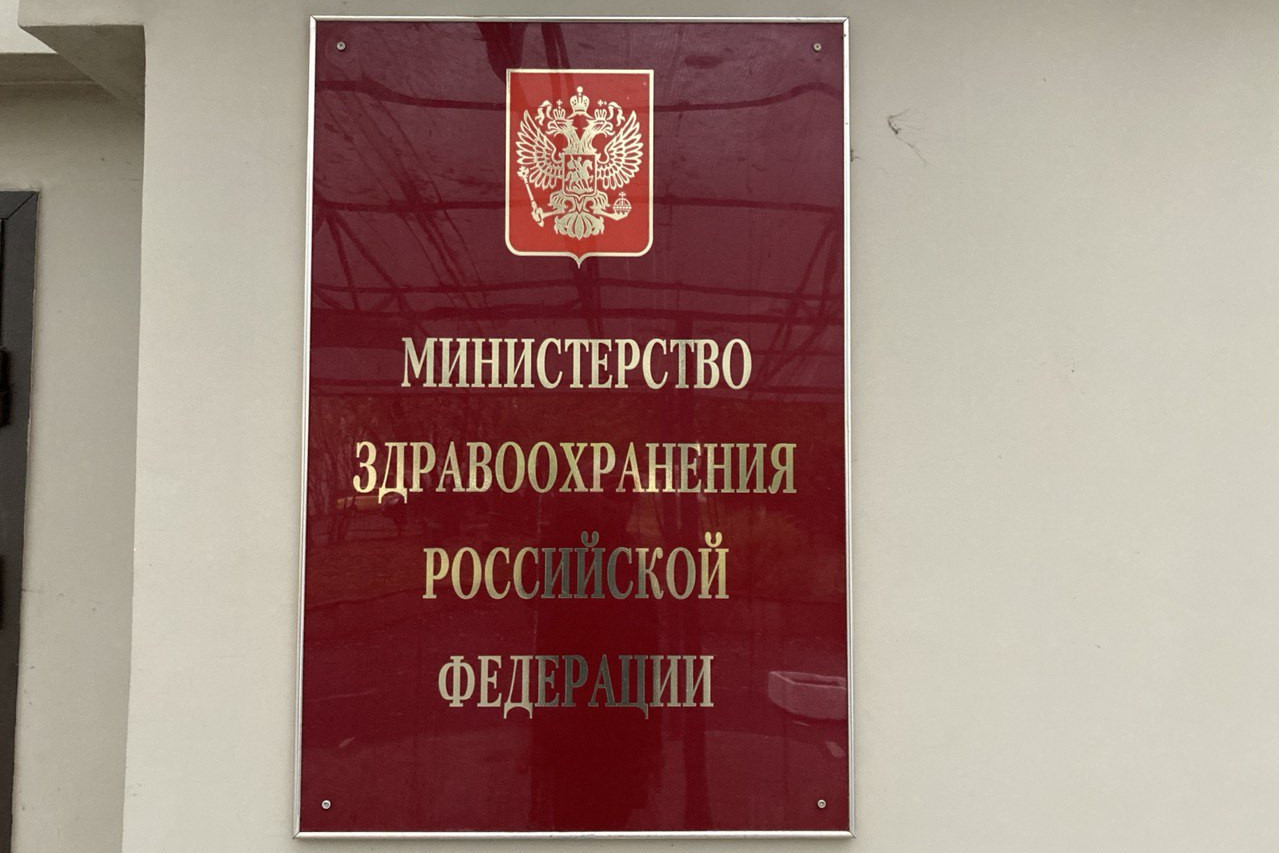 МИНИСТЕРСТВО
ЗДРАВООХРАНЕНИЯ
РОССИЙСКОЙ
ФЕДЕРАЦИИ